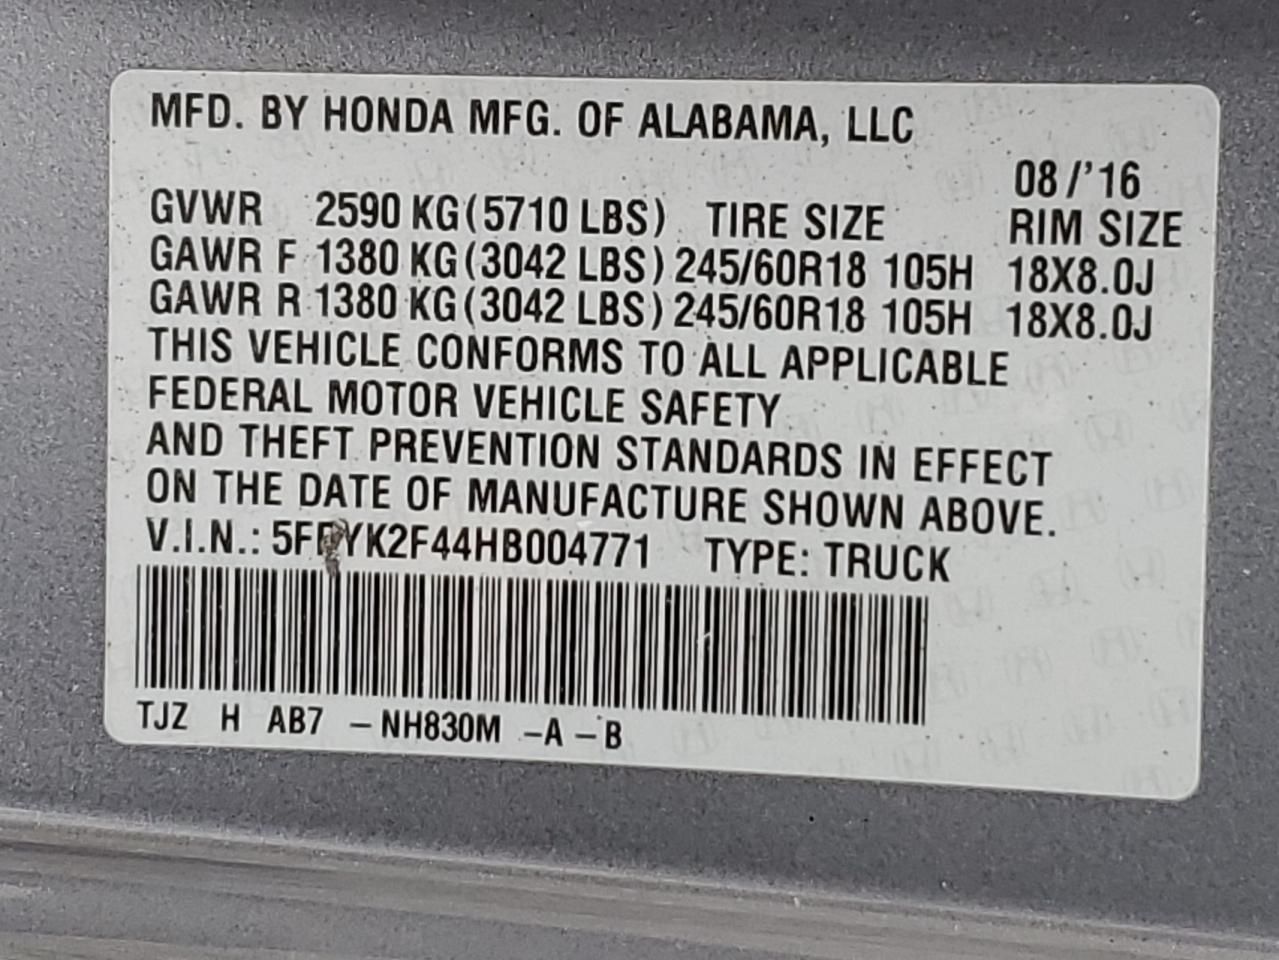 MFD. BY HONDA MFG. OF ALABAMA, LLC
08/'16
GVWR 2590 KG(5710 LBS) TIRE SIZE RIM SIZE
GAWR F 1380 KG(3042 LBS) 245/60R18 105H 18X8.0J
GAWR R 1380 KG(3042 LBS) 245/60R18 105H 18X8.0J
THIS VEHICLE CONFORMS TO ALL APPLICABLE
FEDERAL MOTOR VEHICLE SAFETY
AND THEFT PREVENTION STANDARDS IN EFFECT
ON THE DATE OF MANUFACTURE SHOWN ABOVE.
V.I.N.: TYPE: TRUCK
TJZ H AB7 -NH830M -A -B